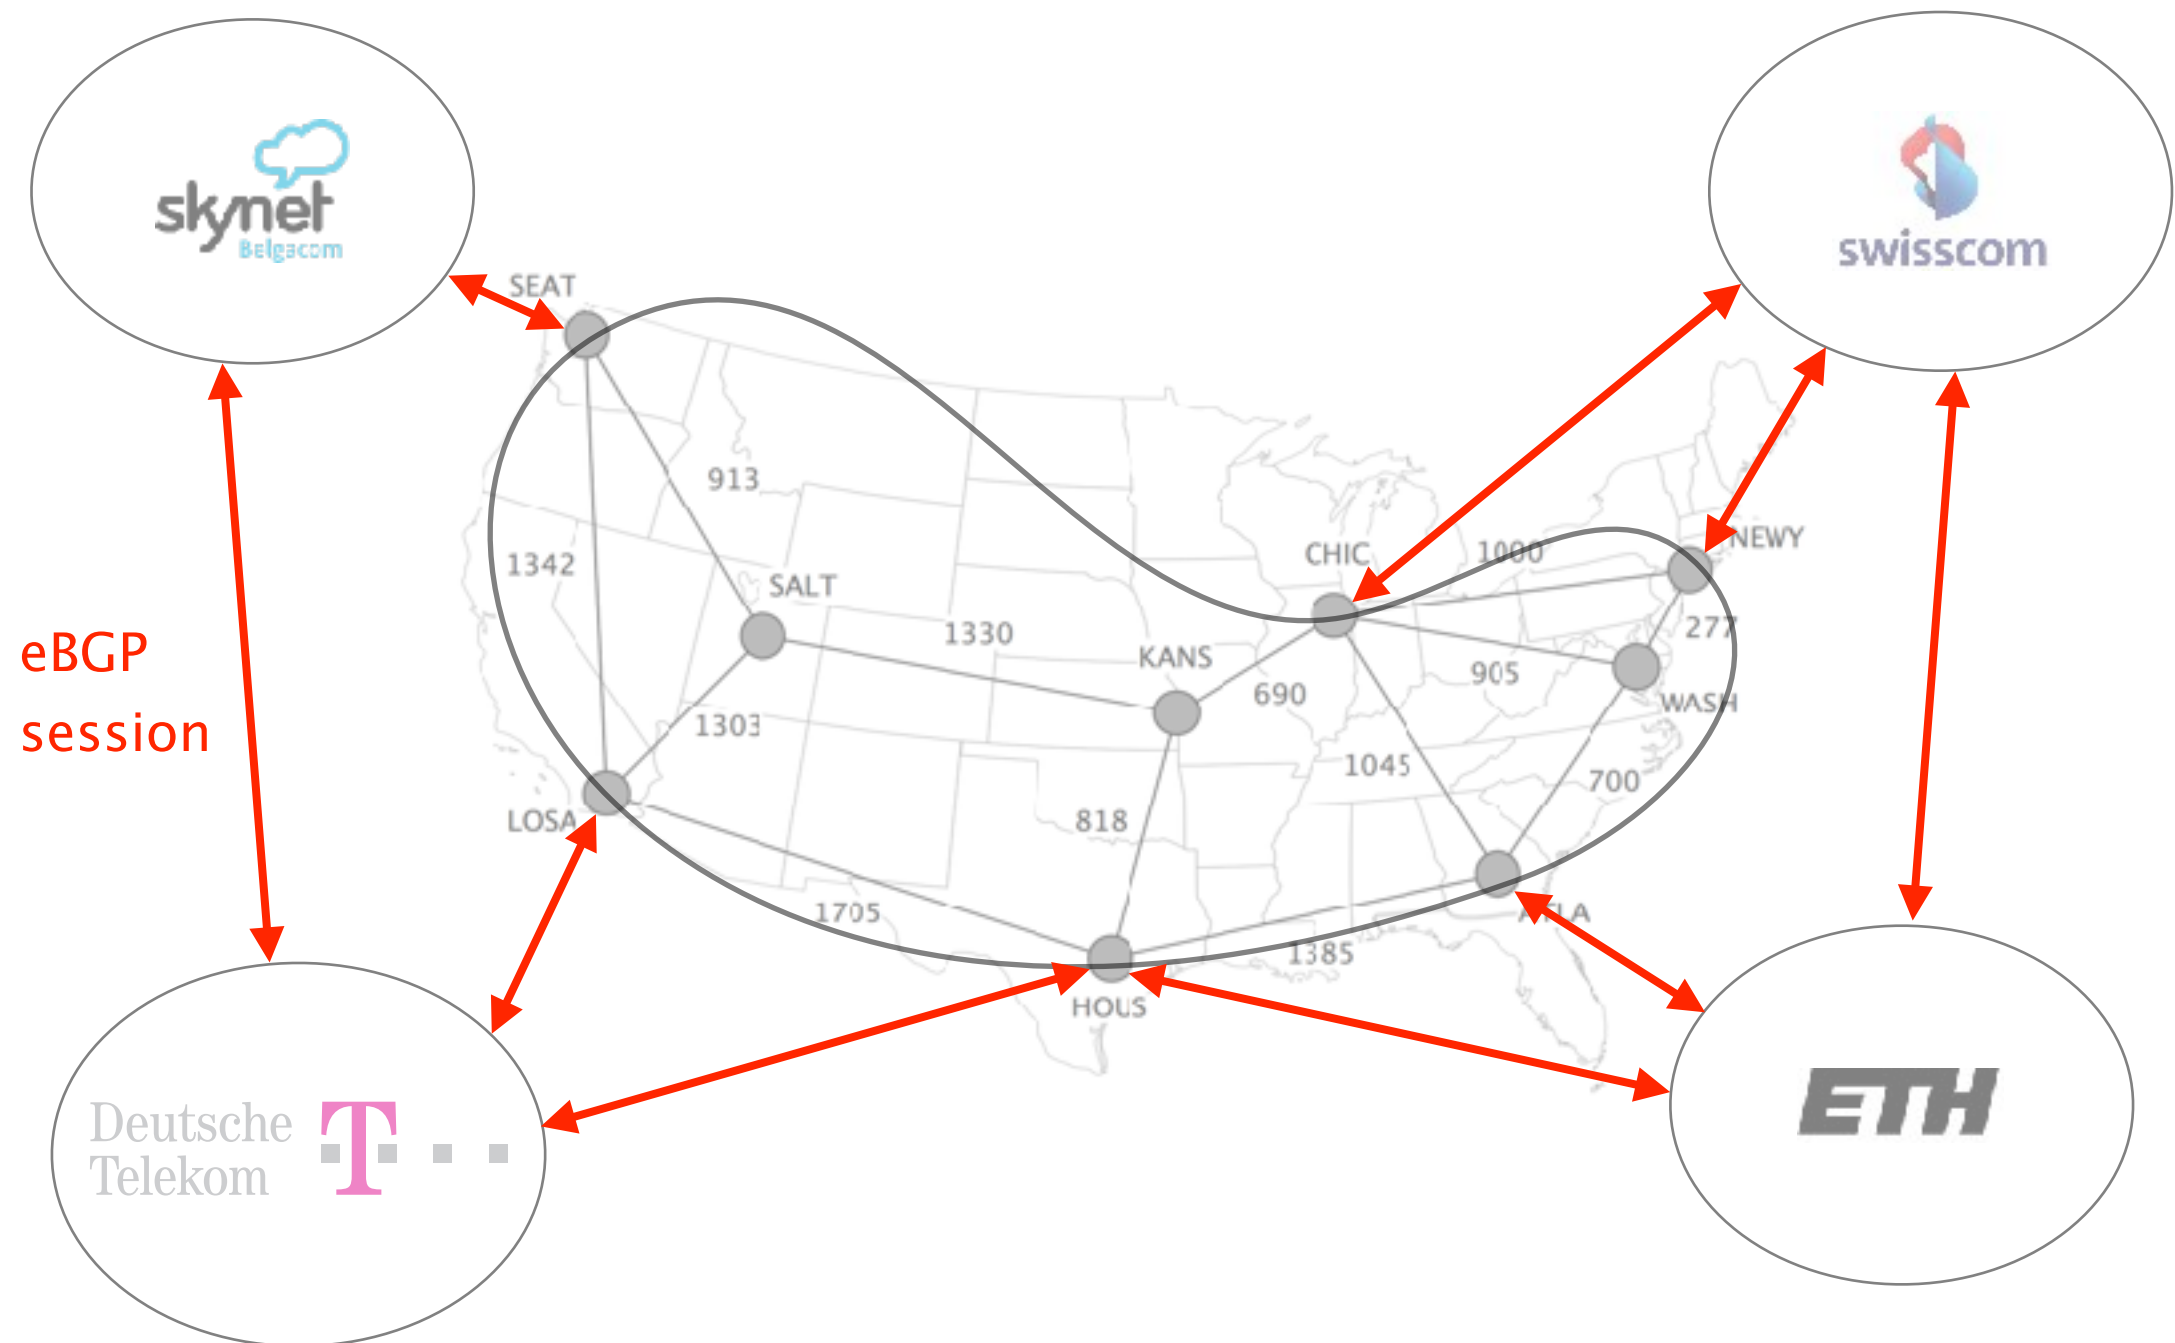 skynet
Belgacom
swisscom
SEAT
913
1342
SALT
1330
CHIC
1000
NEWY
277
KANS
690
905
WASH
eBGP
session
1303
1045
700
LOSA
818
1705
ATLA
1385
HOUS
Deutsche
Telekom
T
ETH